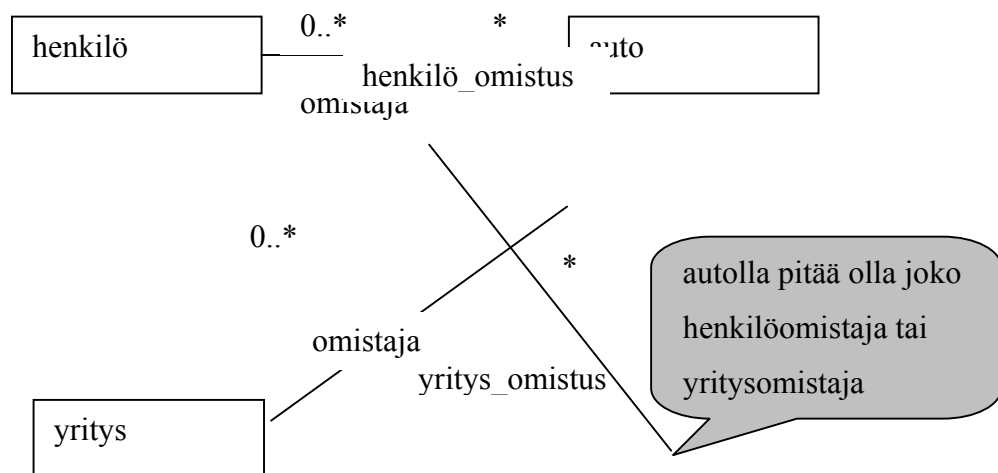 0..*
*
henkilö
auto
henkilö_omistus
omistaja
0..*
*
autolla pitää olla joko
henkilöomistaja tai
yritysomistaja
omistaja
yritys_omistus
yritys